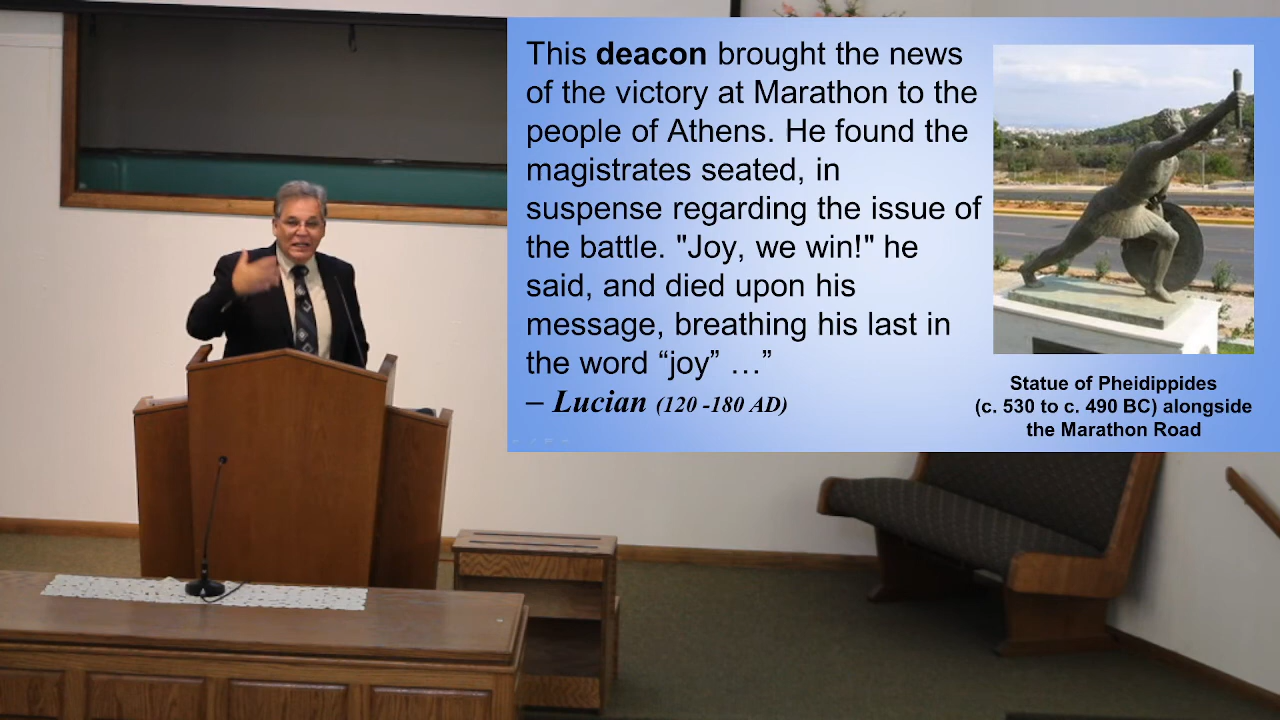 This deacon brought the news
of the victory at Marathon to the
people of Athens. He found the
magistrates seated, in
suspense regarding the issue of
the battle. "Joy, we win!" he
said, and died upon his
message, breathing his last in
the word “joy” …”
– Lucian (120 -180 AD)
Statue of Pheidippides
(c. 530 to c. 490 BC) alongside
the Marathon Road